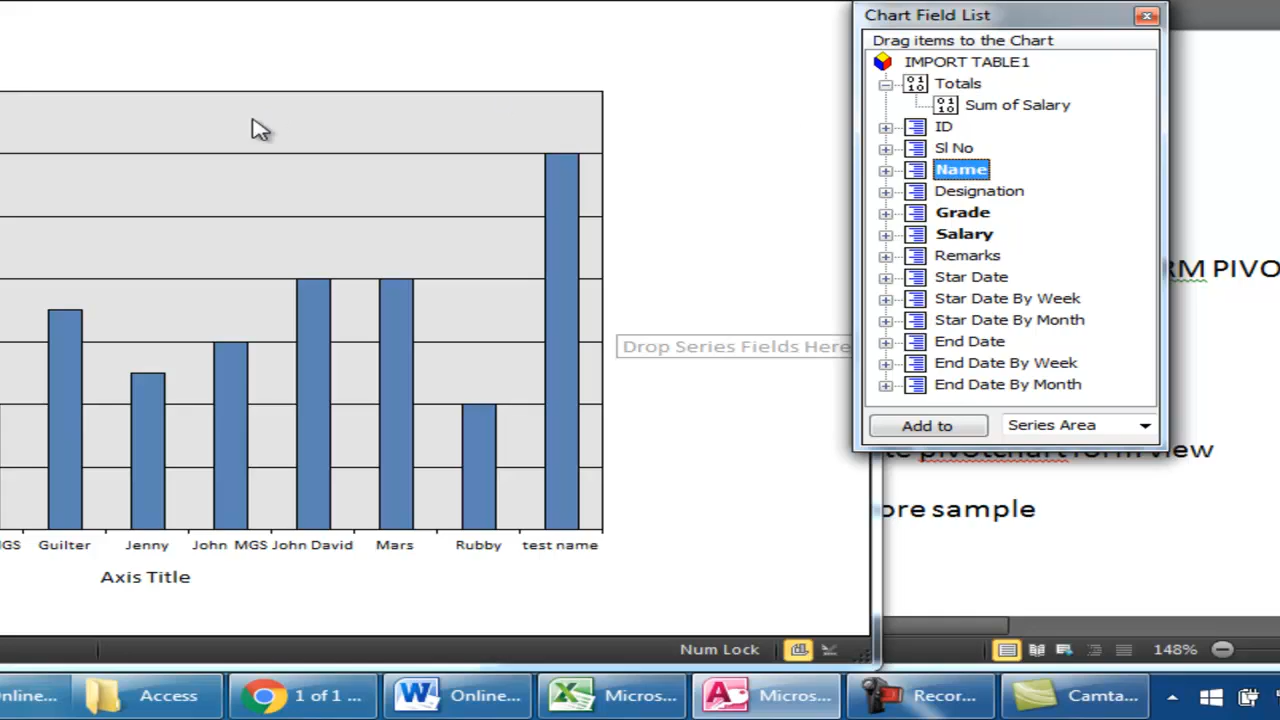 Chart Field List
Drag items to the Chart
IMPORT TABLE1
Totals
Sum of Salary
ID
Sl No
Name
Designation
Grade
Salary
Remarks
Star Date
Star Date By Week
Star Date By Month
End Date
End Date By Week
End Date By Month
Add to
Series Area
RM PIVO
Drop Series Fields Here
pivotchart form view
ore sample
GS Guilter Jenny John MGS John David Mars Rubby test name
Axis Title
Num Lock
148%
nline... Access 1 of 1 ... Online... Micros... Micros... Recor... Camta...